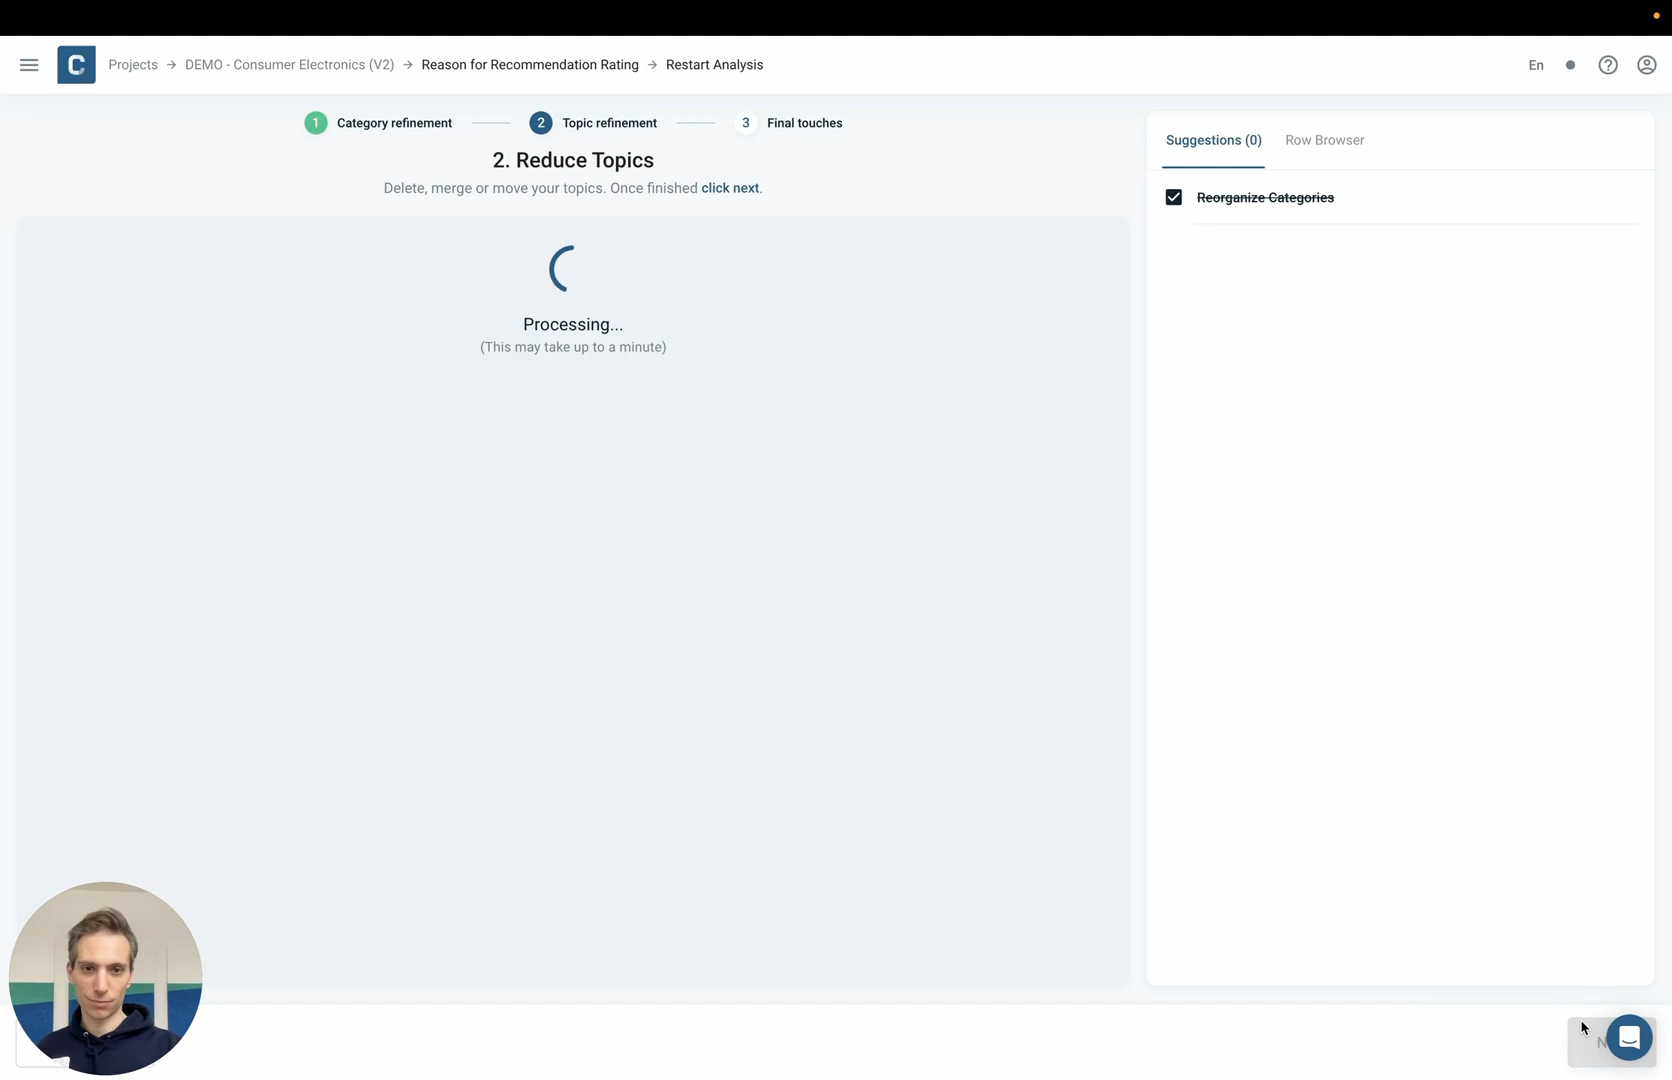 C Projects → DEMO - Consumer Electronics (V2) → Reason for Recommendation Rating → Restart Analysis En ?
1 Category refinement 2 Topic refinement 3 Final touches
2. Reduce Topics
Delete, merge or move your topics. Once finished click next.
Processing...
(This may take up to a minute)
Suggestions (0) Row Browser
Reorganize Categories